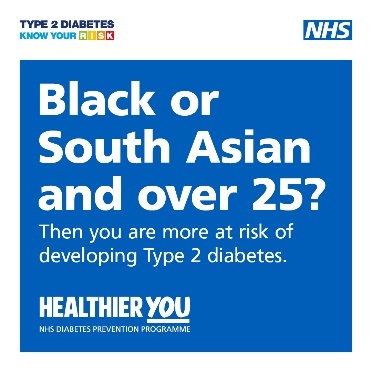 TYPE 2 DIABETES
KNOW YOUR RISK
NHS
Black or
South Asian
and over 25?
Then you are more at risk of
developing Type 2 diabetes.
HEALTHIER YOU
NHS DIABETES PREVENTION PROGRAMME